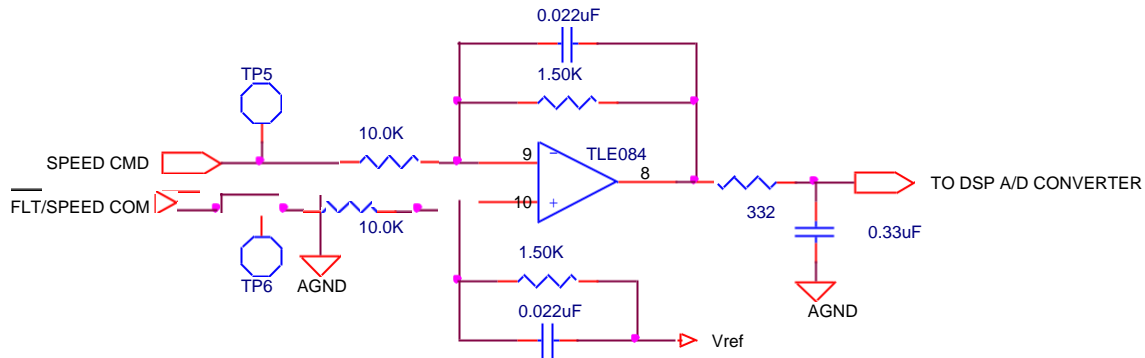 0.022uF
1.50K
TP5
10.0K
SPEED CMD
9
TLE084
8
10
FLT/SPEED COM
TO DSP A/D CONVERTER
10.0K
332
0.33uF
TP6
AGND
1.50K
AGND
0.022uF
Vref